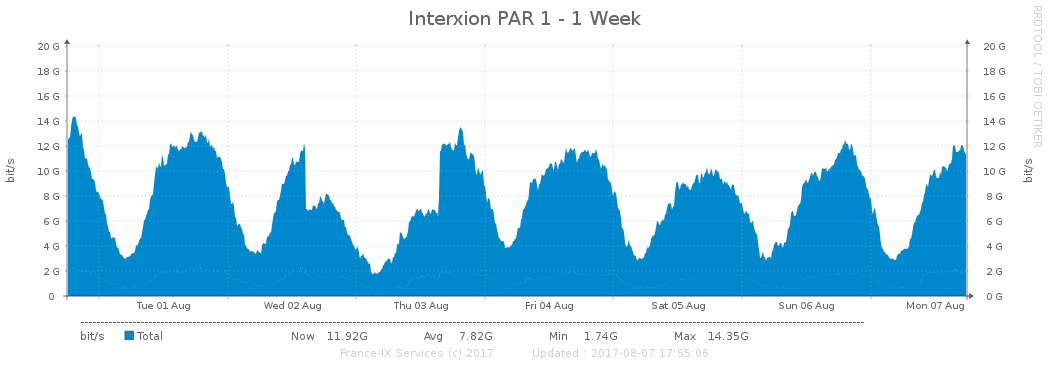 Interxion PAR 1 - 1 Week
RRDTOOL / TOBI OETIKER
bit/s
20 G 20 G
18 G 18 G
16 G 16 G
14 G 14 G
12 G 12 G
10 G 10 G
8 G 8 G
6 G 6 G
4 G 4 G
2 G 2 G
0 0 G
bit/s
Tue 01 Aug Wed 02 Aug Thu 03 Aug Fri 04 Aug Sat 05 Aug Sun 06 Aug Mon 07 Aug
bit/s Total Now 11.92G Avg 7.82G Min 1.74G Max 14.35G
France-IX Services (c) 2017 Updated : 2017-08-07 17:55:06